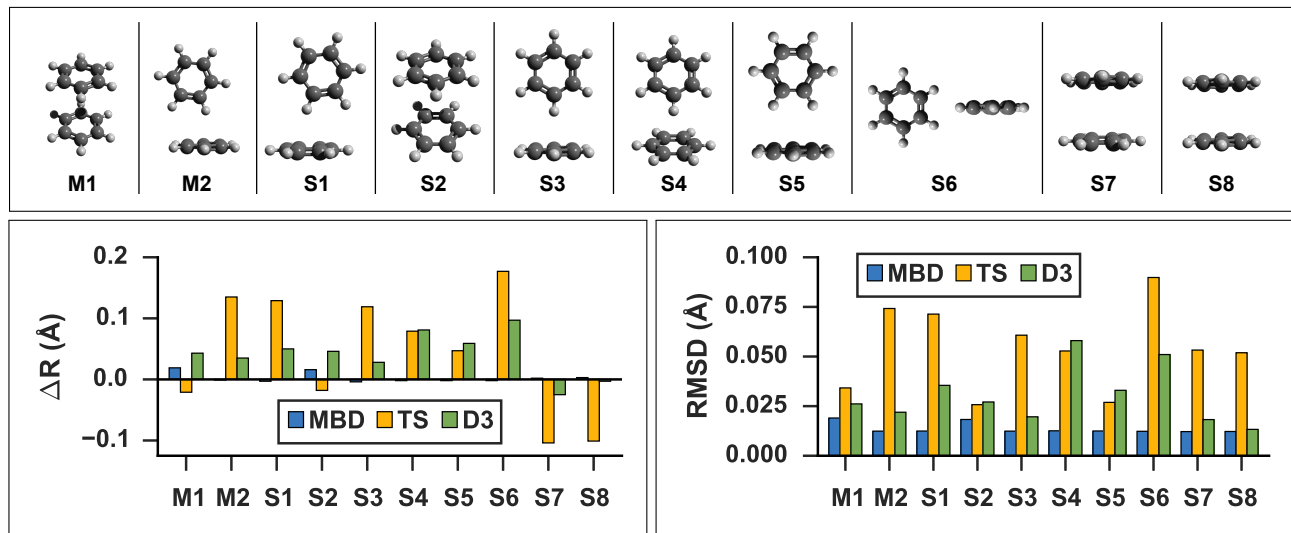 M1 M2 S1 S2 S3 S4 S5 S6 S7 S8
0.2
0.1
0.0
−0.1
ΔR (Å)
MBD TS D3
M1 M2 S1 S2 S3 S4 S5 S6 S7 S8
0.100
0.075
0.050
0.025
0.000
RMSD (Å)
MBD TS D3
M1 M2 S1 S2 S3 S4 S5 S6 S7 S8